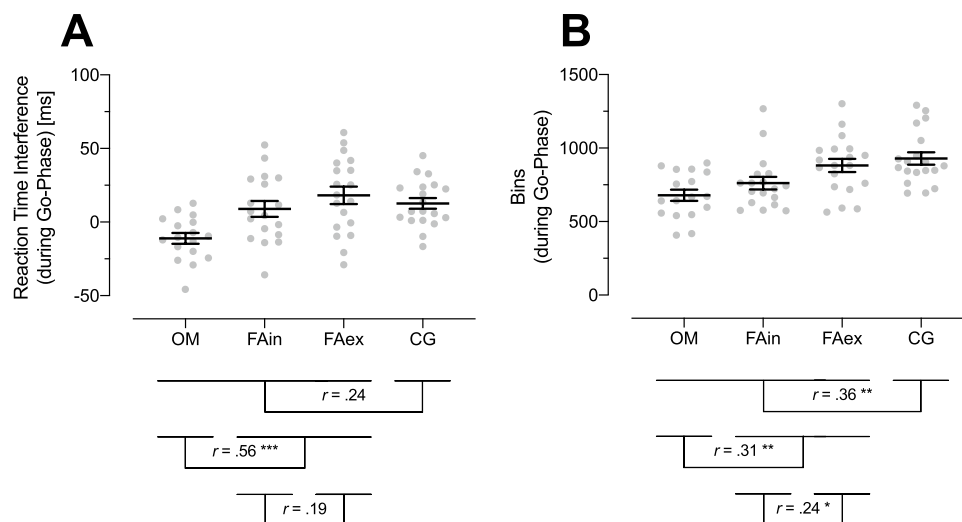 A
Reaction Time Interference
(during Go-Phase) [ms]
100
50
0
-50
OM FAin FAex CG
r = .24
r = .56 ***
r = .19
B
Bins
(during Go-Phase)
1500
1000
500
0
OM FAin FAex CG
r = .36 **
r = .31 **
r = .24 *